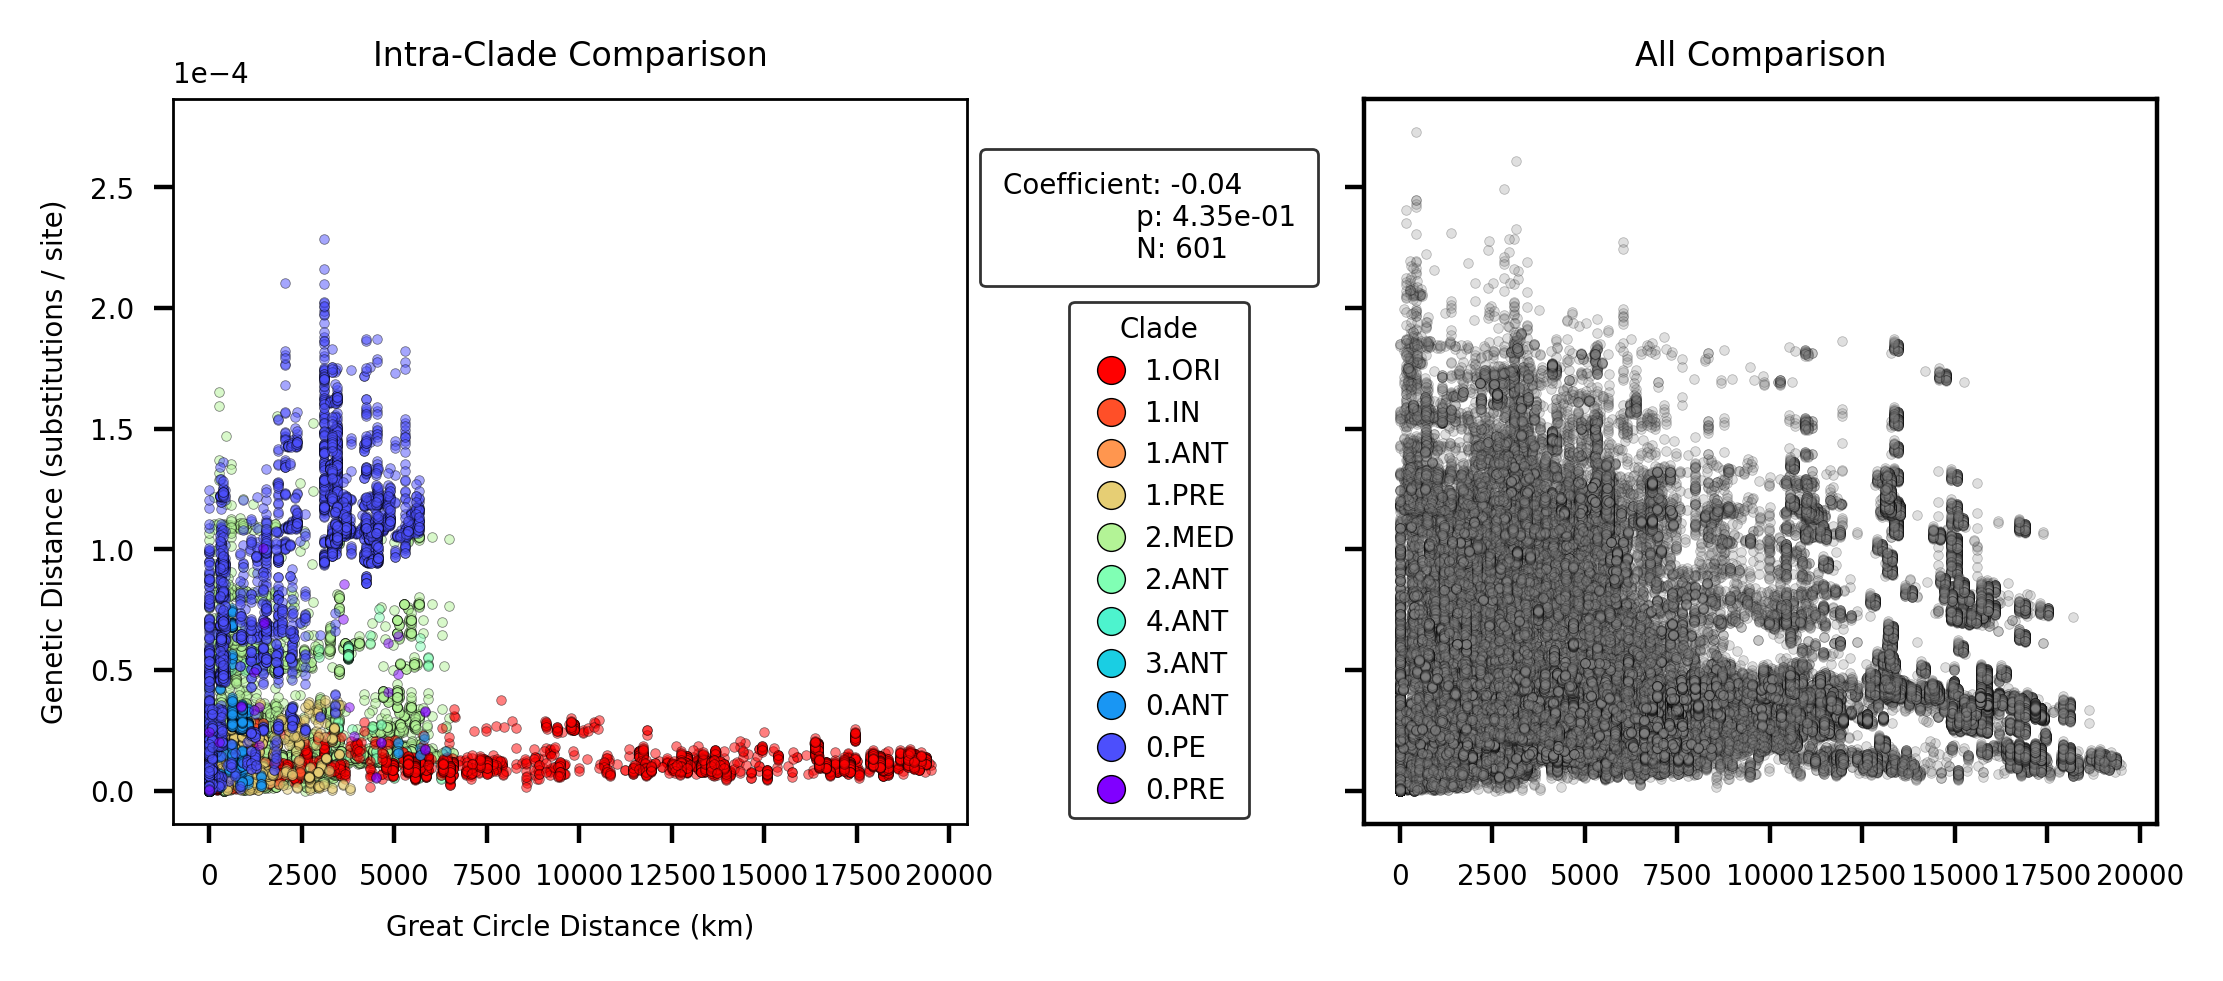 Intra-Clade Comparison
1e−4
2.5
2.0
1.5
1.0
0.5
0.0
Genetic Distance (substitutions / site)
0 2500 5000 7500 10000 12500 15000 17500 20000
Great Circle Distance (km)
Coefficient: -0.04
p: 4.35e-01
N: 601
Clade
1.ORI
1.IN
1.ANT
1.PRE
2.MED
2.ANT
4.ANT
3.ANT
0.ANT
0.PE
0.PRE
All Comparison
0 2500 5000 7500 10000 12500 15000 17500 20000